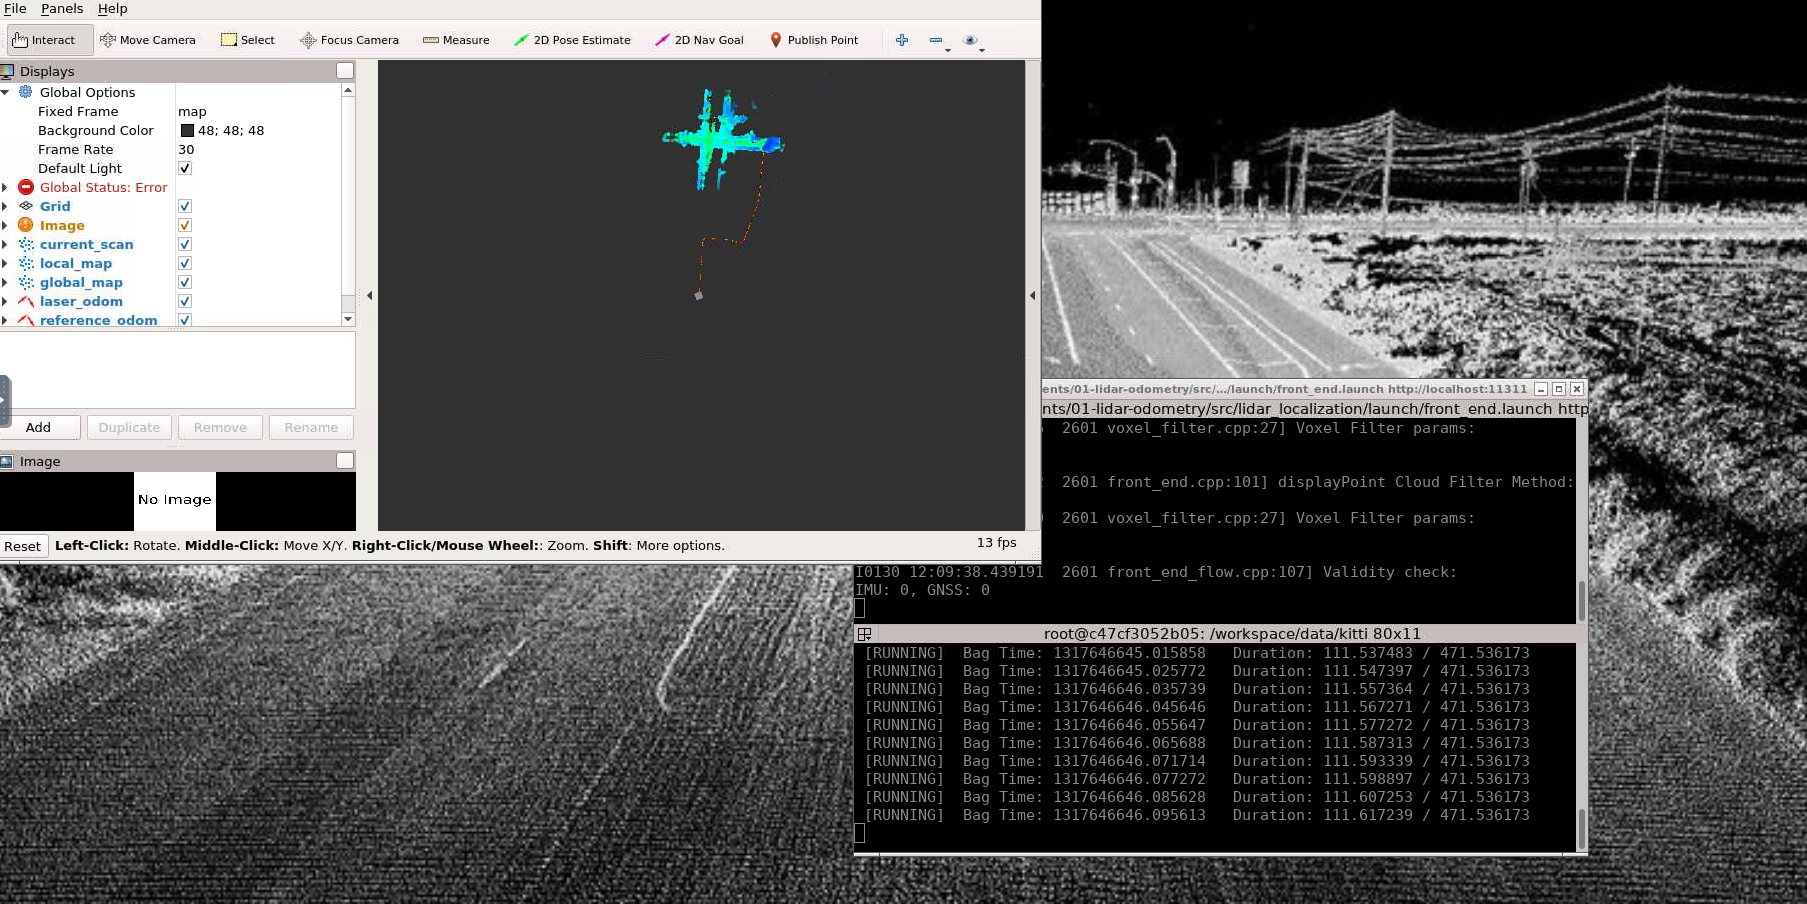 File Panels Help
Interact Move Camera Select Focus Camera Measure 2D Pose Estimate 2D Nav Goal Publish Point
Displays
Global Options
Fixed Frame map
Background Color 48; 48; 48
Frame Rate 30
Default Light
Global Status: Error
Grid
Image
current_scan
local_map
global_map
laser_odom
reference_odom
Add Duplicate Remove Rename
Image
No Image
Reset Left-Click: Rotate. Middle-Click: Move X/Y. Right-Click/Mouse Wheel:: Zoom. Shift: More options. 13 fps
ents/01-lidar-odometry/src/.../launch/front_end.launch http://localhost:11311
nts/01-lidar-odometry/src/lidar_localization/launch/front_end.launch http
2601 voxel_filter.cpp:27] Voxel Filter params:
2601 front_end.cpp:101] displayPoint Cloud Filter Method:
2601 voxel_filter.cpp:27] Voxel Filter params:
I0130 12:09:38.439191 2601 front_end_flow.cpp:107] Validity check:
IMU: 0, GNSS: 0
root@c47cf3052b05: /workspace/data/kitti 80x11
[RUNNING] Bag Time: 1317646645.015858 Duration: 111.537483 / 471.536173
[RUNNING] Bag Time: 1317646646.025772 Duration: 111.547397 / 471.536173
[RUNNING] Bag Time: 1317646646.035739 Duration: 111.557364 / 471.536173
[RUNNING] Bag Time: 1317646646.045646 Duration: 111.567271 / 471.536173
[RUNNING] Bag Time: 1317646646.055647 Duration: 111.577272 / 471.536173
[RUNNING] Bag Time: 1317646646.065688 Duration: 111.587313 / 471.536173
[RUNNING] Bag Time: 1317646646.071714 Duration: 111.593339 / 471.536173
[RUNNING] Bag Time: 1317646646.077272 Duration: 111.598897 / 471.536173
[RUNNING] Bag Time: 1317646646.085628 Duration: 111.607253 / 471.536173
[RUNNING] Bag Time: 1317646646.095613 Duration: 111.617239 / 471.536173